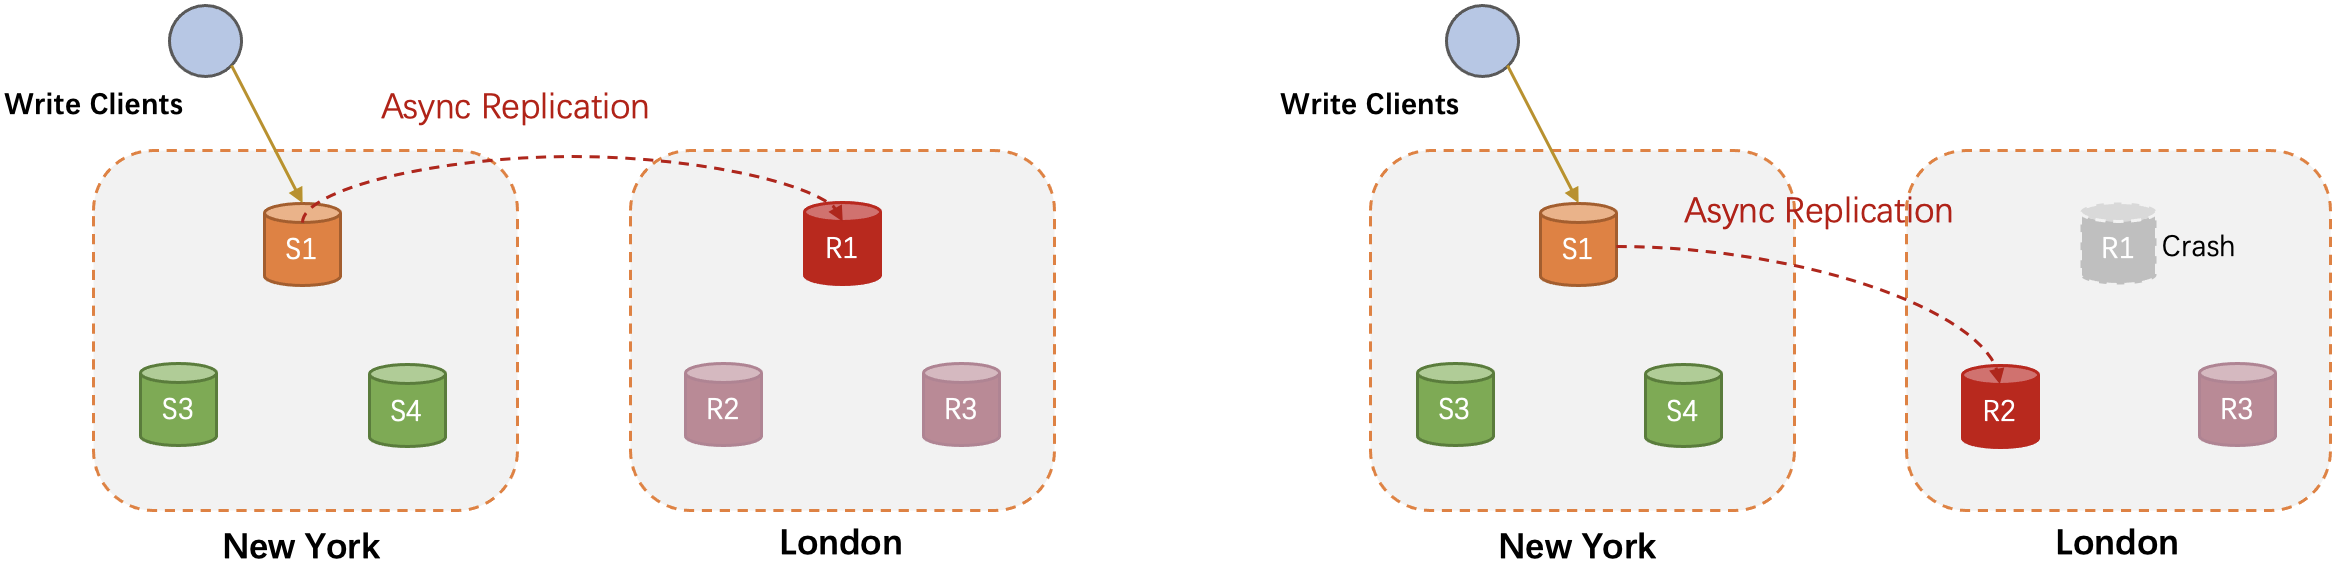 Write Clients
Async Replication
S1
R1
S3
S4
R2
R3
New York
London
Write Clients
Async Replication
S1
R1
Crash
S3
S4
R2
R3
New York
London